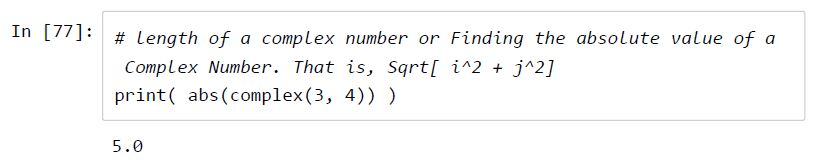 In [77]: # length of a complex number or Finding the absolute value of a
Complex Number. That is, Sqrt[ i^2 + j^2]
print( abs(complex(3, 4)) )
5.0